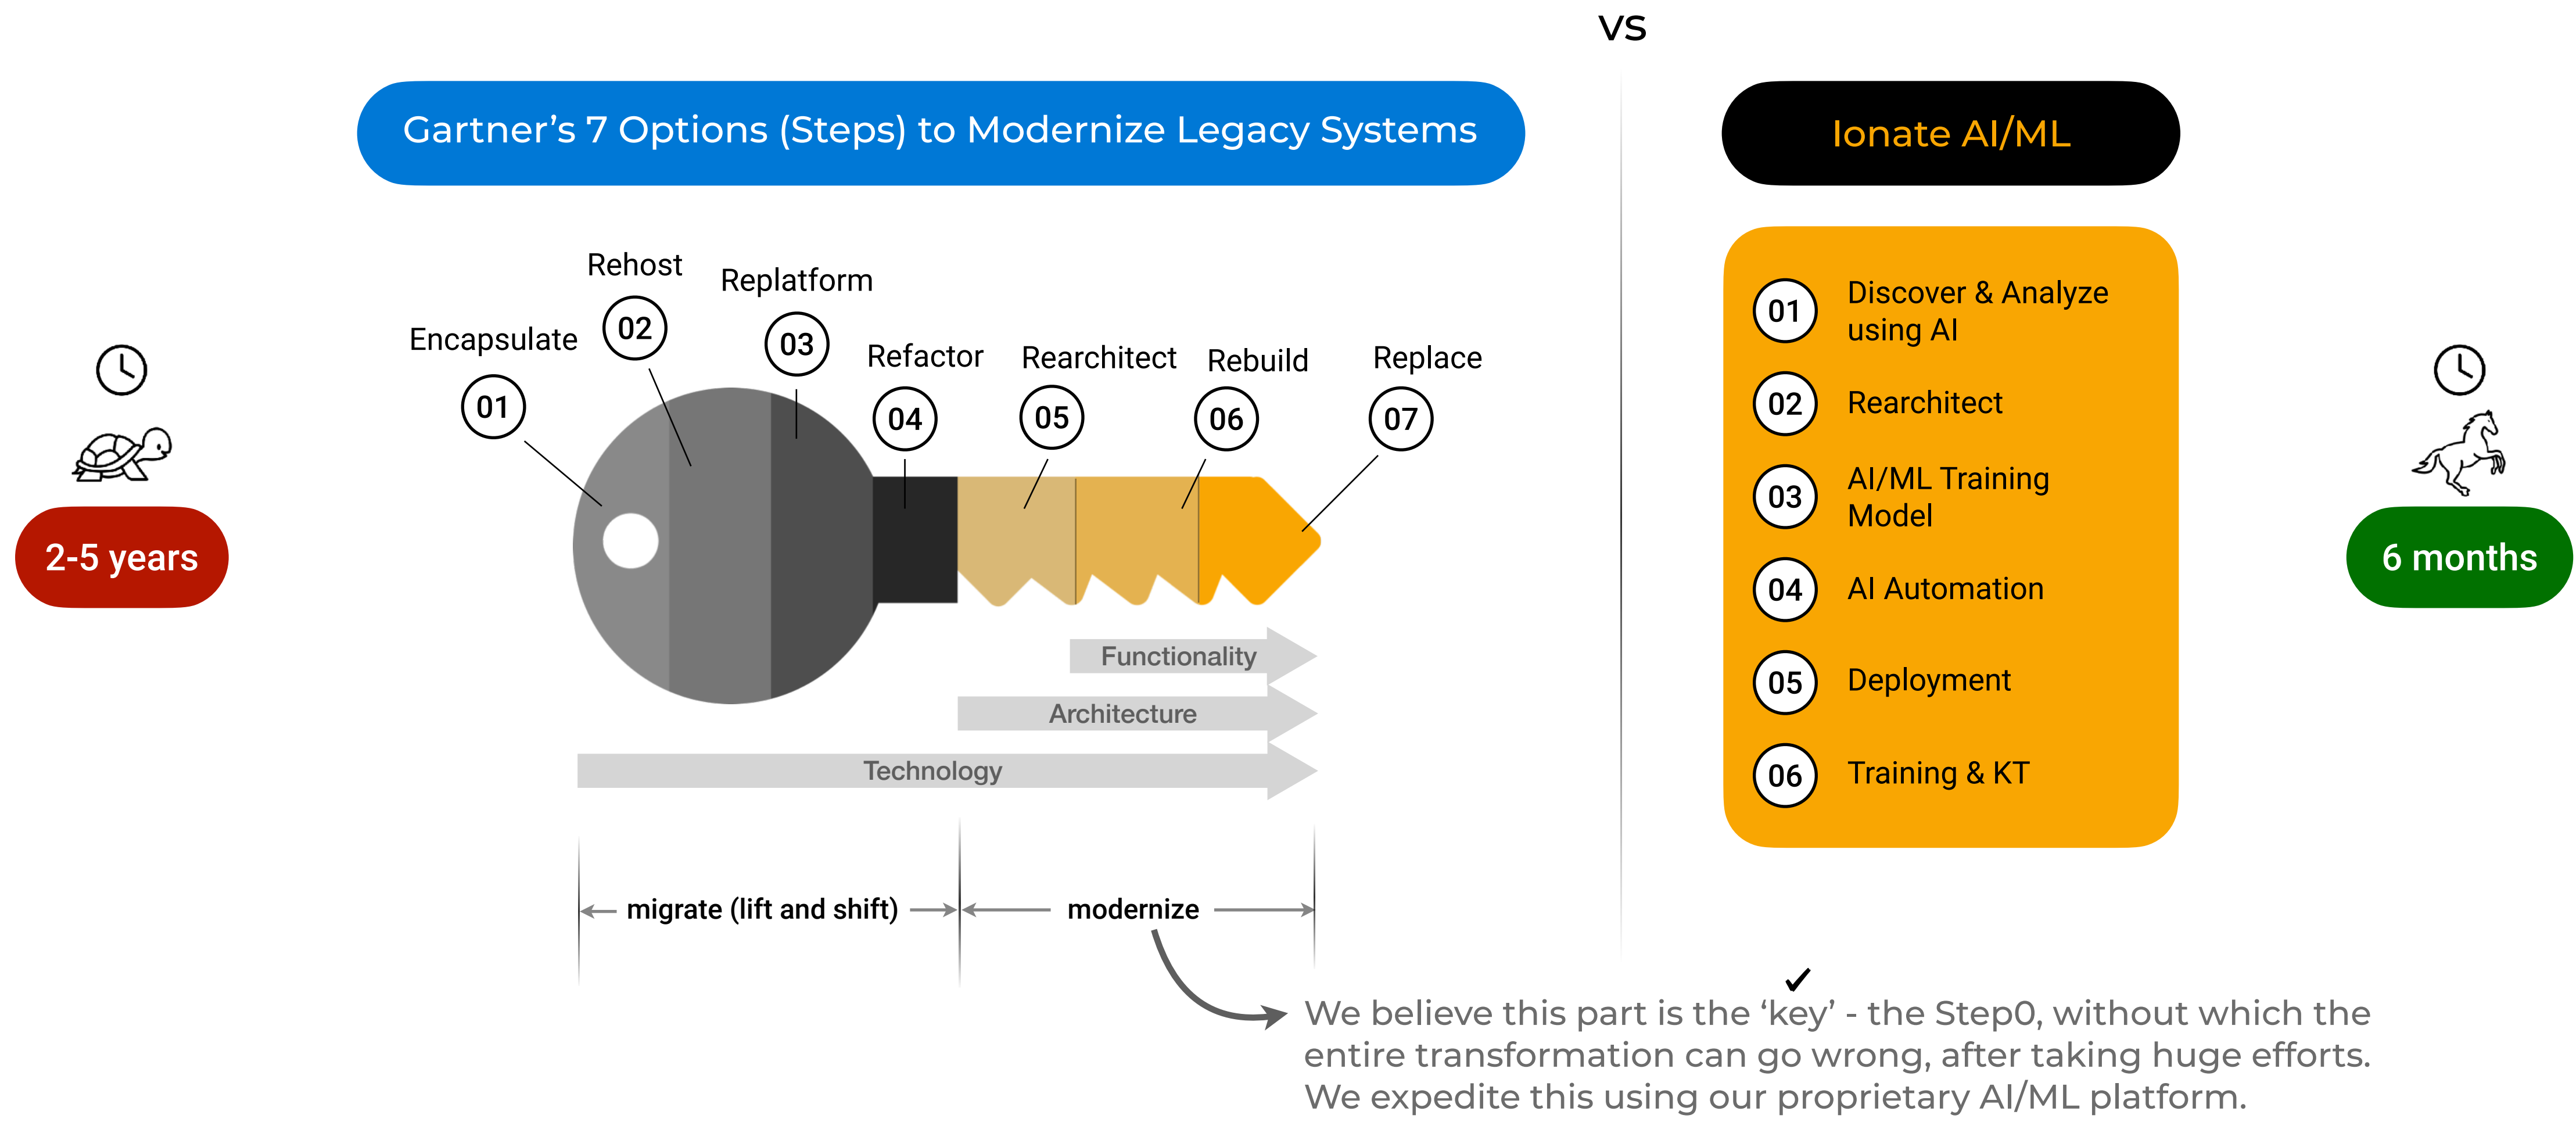 vs
Gartner’s 7 Options (Steps) to Modernize Legacy Systems
Ionate AI/ML
2-5 years
Encapsulate
01
Rehost
02
Replatform
03
Refactor
04
Rearchitect
05
Rebuild
06
Replace
07
Functionality
Architecture
Technology
migrate (lift and shift)
modernize
01
Discover & Analyze
using AI
02
Rearchitect
03
AI/ML Training
Model
04
AI Automation
05
Deployment
06
Training & KT
6 months
We believe this part is the ‘key’ - the Step0, without which the
entire transformation can go wrong, after taking huge efforts.
We expedite this using our proprietary AI/ML platform.